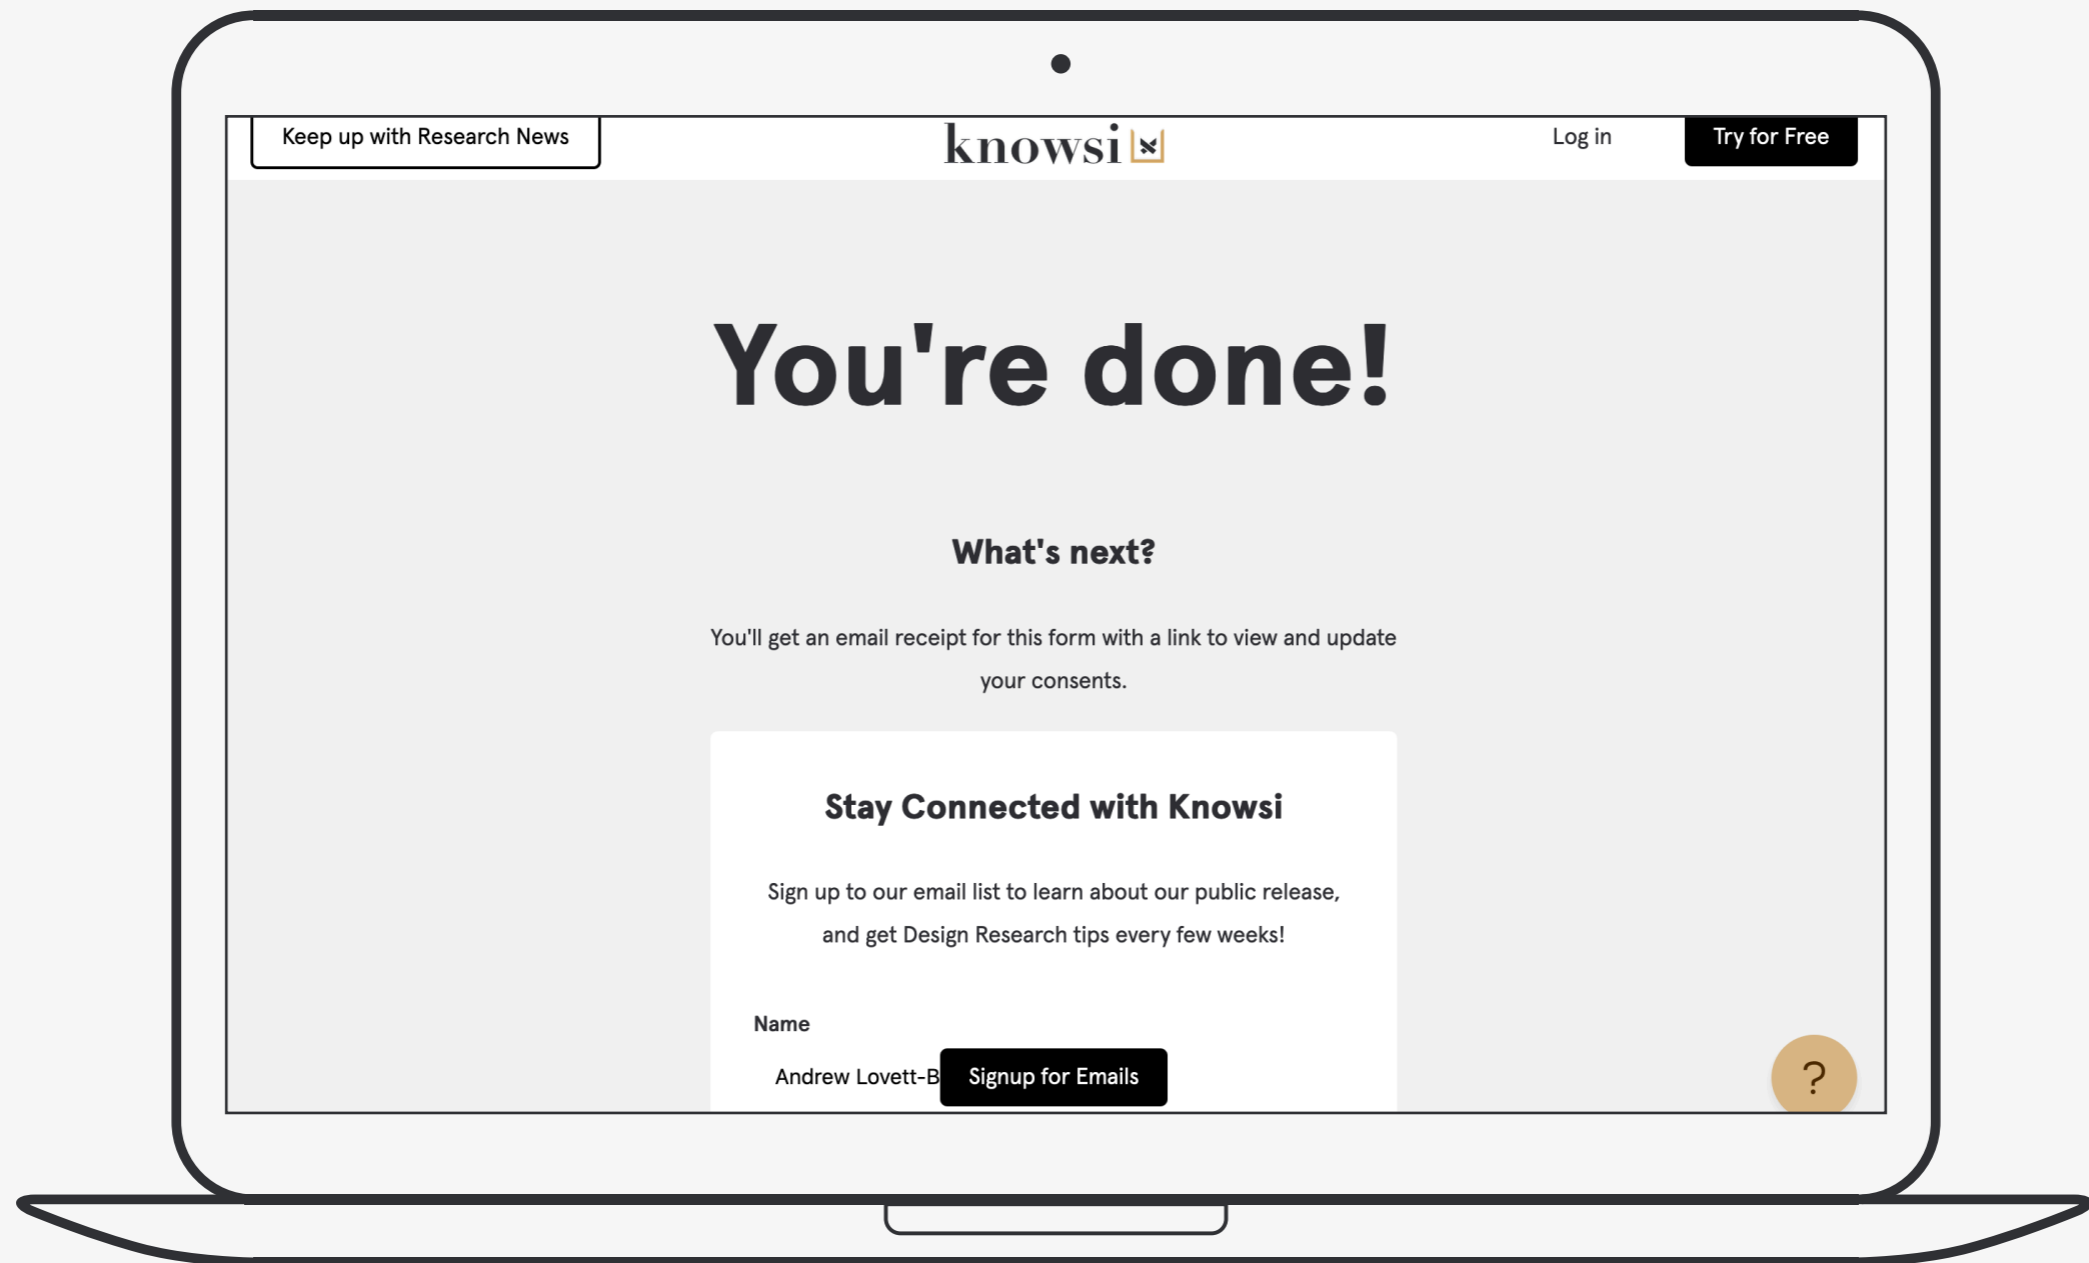 Keep up with Research News
knowsi
Log in
Try for Free
You're done!
What's next?
You'll get an email receipt for this form with a link to view and update
your consents.
Stay Connected with Knowsi
Sign up to our email list to learn about our public release,
and get Design Research tips every few weeks!
Name
Andrew Lovett-B
Signup for Emails
?